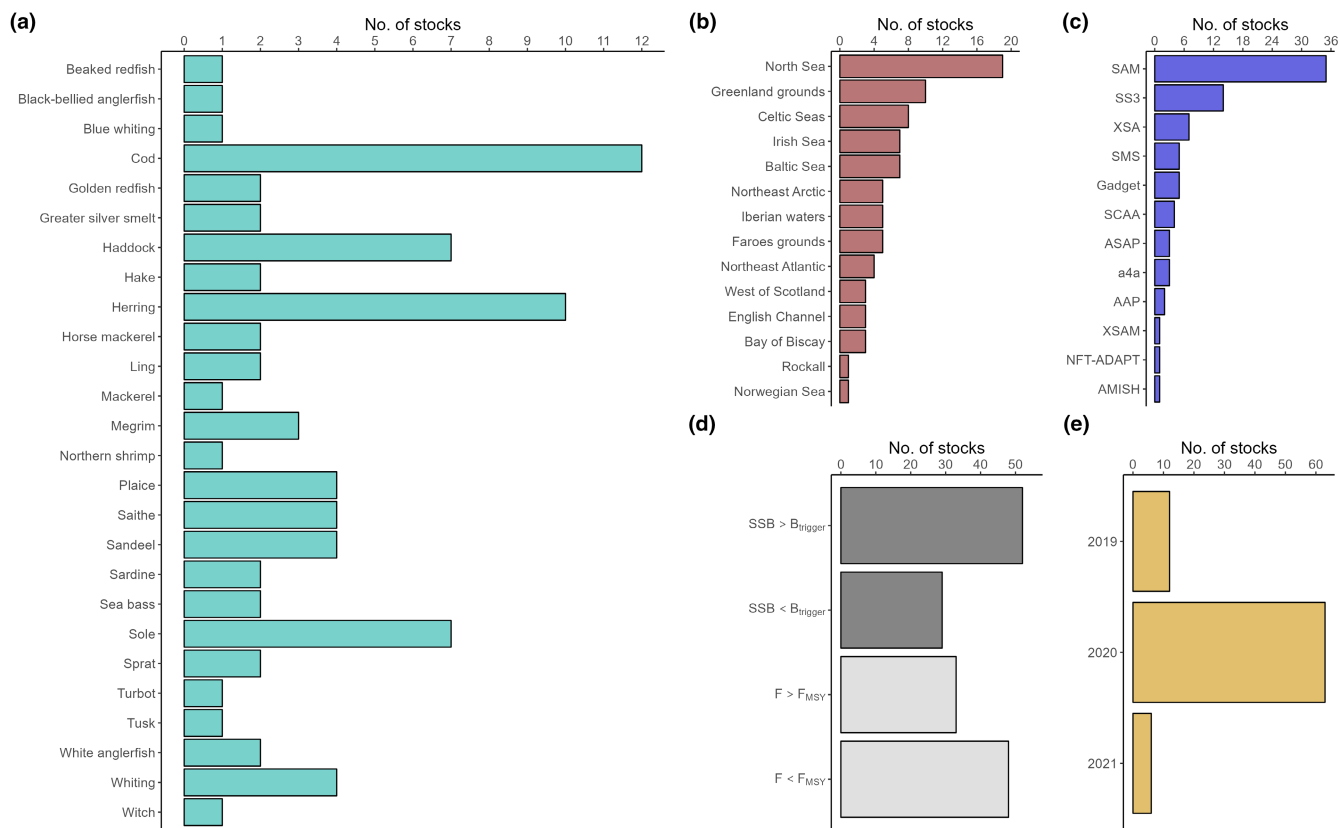 (a)
No. of stocks
0 1 2 3 4 5 6 7 8 9 10 11 12
Beaked redfish
Black-bellied anglerfish
Blue whiting
Cod
Golden redfish
Greater silver smelt
Haddock
Hake
Herring
Horse mackerel
Ling
Mackerel
Megrim
Northern shrimp
Plaice
Saithe
Sandeel
Sardine
Sea bass
Sole
Sprat
Turbot
Tusk
White anglerfish
Whiting
Witch
(b)
No. of stocks
0 4 8 12 16 20
North Sea
Greenland grounds
Celtic Seas
Irish Sea
Baltic Sea
Northeast Arctic
Iberian waters
Faroes grounds
Northeast Atlantic
West of Scotland
English Channel
Bay of Biscay
Rockall
Norwegian Sea
(c)
No. of stocks
0 6 12 18 24 30 36
SAM
SS3
XSA
SMS
Gadget
SCAA
ASAP
a4a
AAP
XSAM
NFT-ADAPT
AMISH
(d)
No. of stocks
0 10 20 30 40 50
SSB > Btrigger
SSB < Btrigger
F > FMSY
F < FMSY
(e)
No. of stocks
0 10 20 30 40 50 60
2019
2020
2021